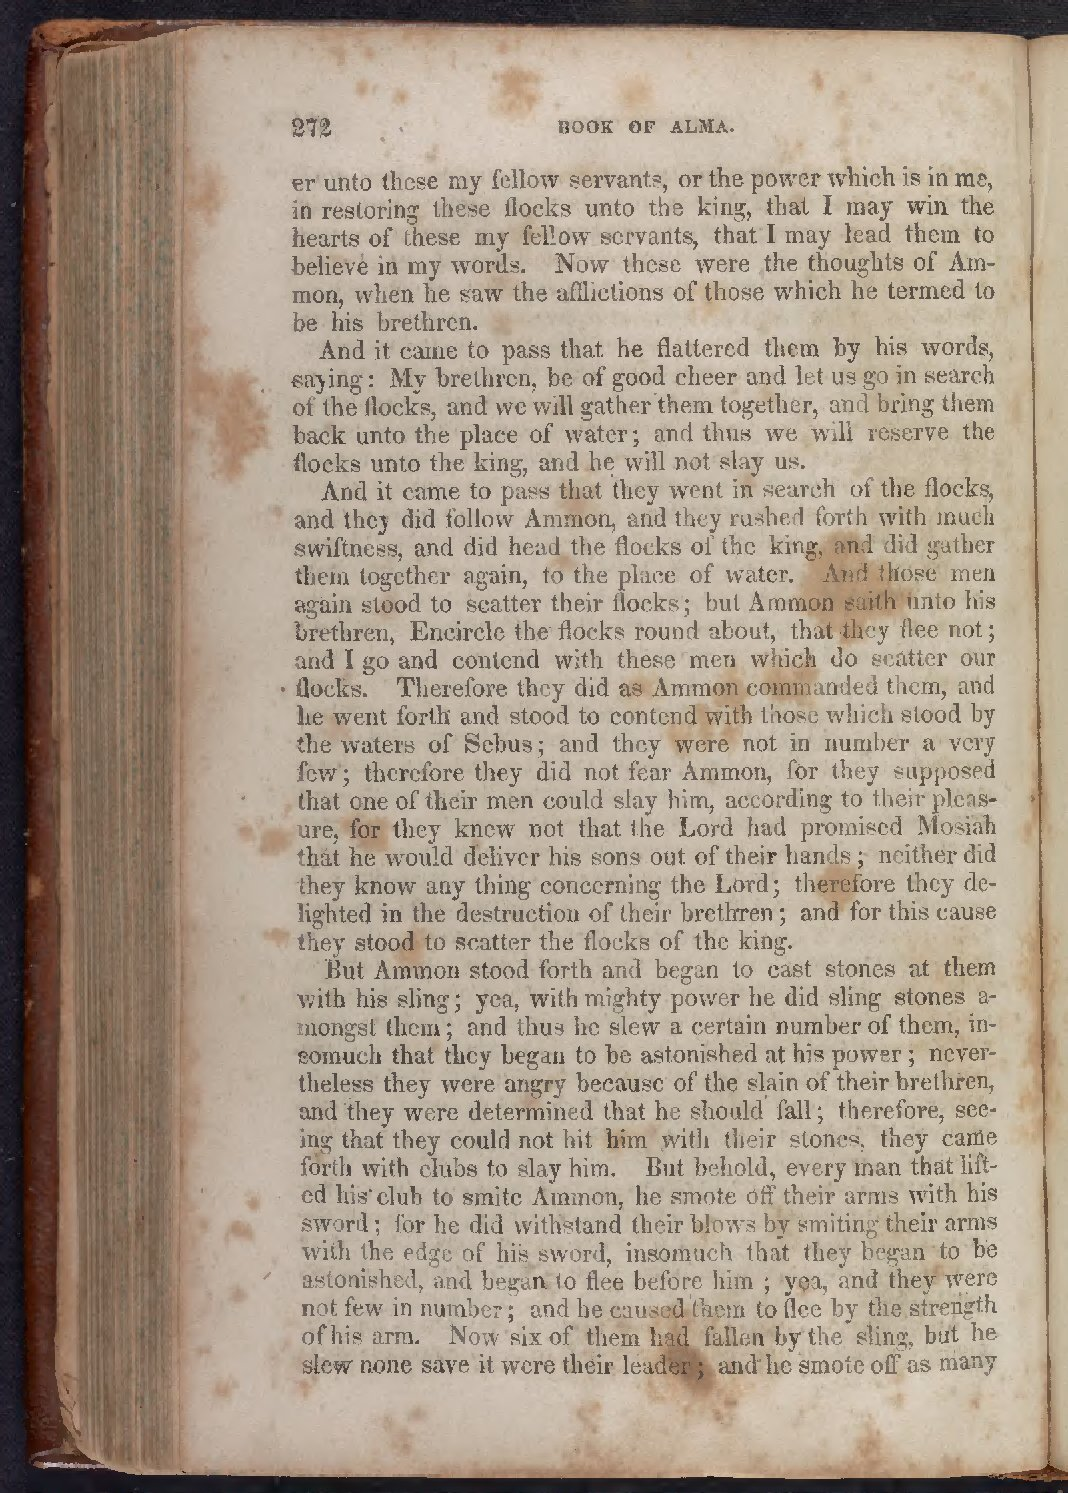 272 BOOK OF ALMA.
er unto these my fellow servants, or the power which is in me,
in restoring these flocks unto the king, that I may win the
hearts of these my fellow servants, that I may lead them to
believe in my words. Now these were the thoughts of Am-
mon, when he saw the afflictions of those which he termed to
be his brethren.
And it came to pass that he flattered them by his words,
saying: My brethren, be of good cheer and let us go in search
of the flocks, and we will gather them together, and bring them
back unto the place of water; and thus we will reserve the
flocks unto the king, and he will not slay us.
And it came to pass that they went in search of the flocks,
and they did follow Ammon, and they rushed forth with much
swiftness, and did head the flocks of the king, and did gather
them together again, to the place of water. And those men
again stood to scatter their flocks; but Ammon saith unto his
brethren, Encircle the flocks round about, that they flee not;
and I go and contend with these men which do scatter our
flocks. Therefore they did as Ammon commanded them, and
he went forth and stood to contend with those which stood by
the waters of Sebus; and they were not in number a very
few; therefore they did not fear Ammon, for they supposed
that one of their men could slay him, according to their pleas-
ure, for they knew not that the Lord had promised Mosiah
that he would deliver his sons out of their hands; neither did
they know any thing concerning the Lord; therefore they de-
lighted in the destruction of their brethren; and for this cause
they stood to scatter the flocks of the king.
But Ammon stood forth and began to cast stones at them
with his sling; yea, with mighty power he did sling stones a-
mongst them; and thus he slew a certain number of them, in-
somuch that they began to be astonished at his power; never-
theless they were angry because of the slain of their brethren,
and they were determined that he should fall; therefore, see-
ing that they could not hit him with their stones, they came
forth with clubs to slay him. But behold, every man that lift-
ed his club to smite Ammon, he smote off their arms with his
sword; for he did withstand their blows by smiting their arms
with the edge of his sword, insomuch that they began to be
astonished, and began to flee before him; yea, and they were
not few in number; and he caused them to flee by the strength
of his arm. Now six of them had fallen by the sling, but he
slew none save it were their leader; and he smote off as many